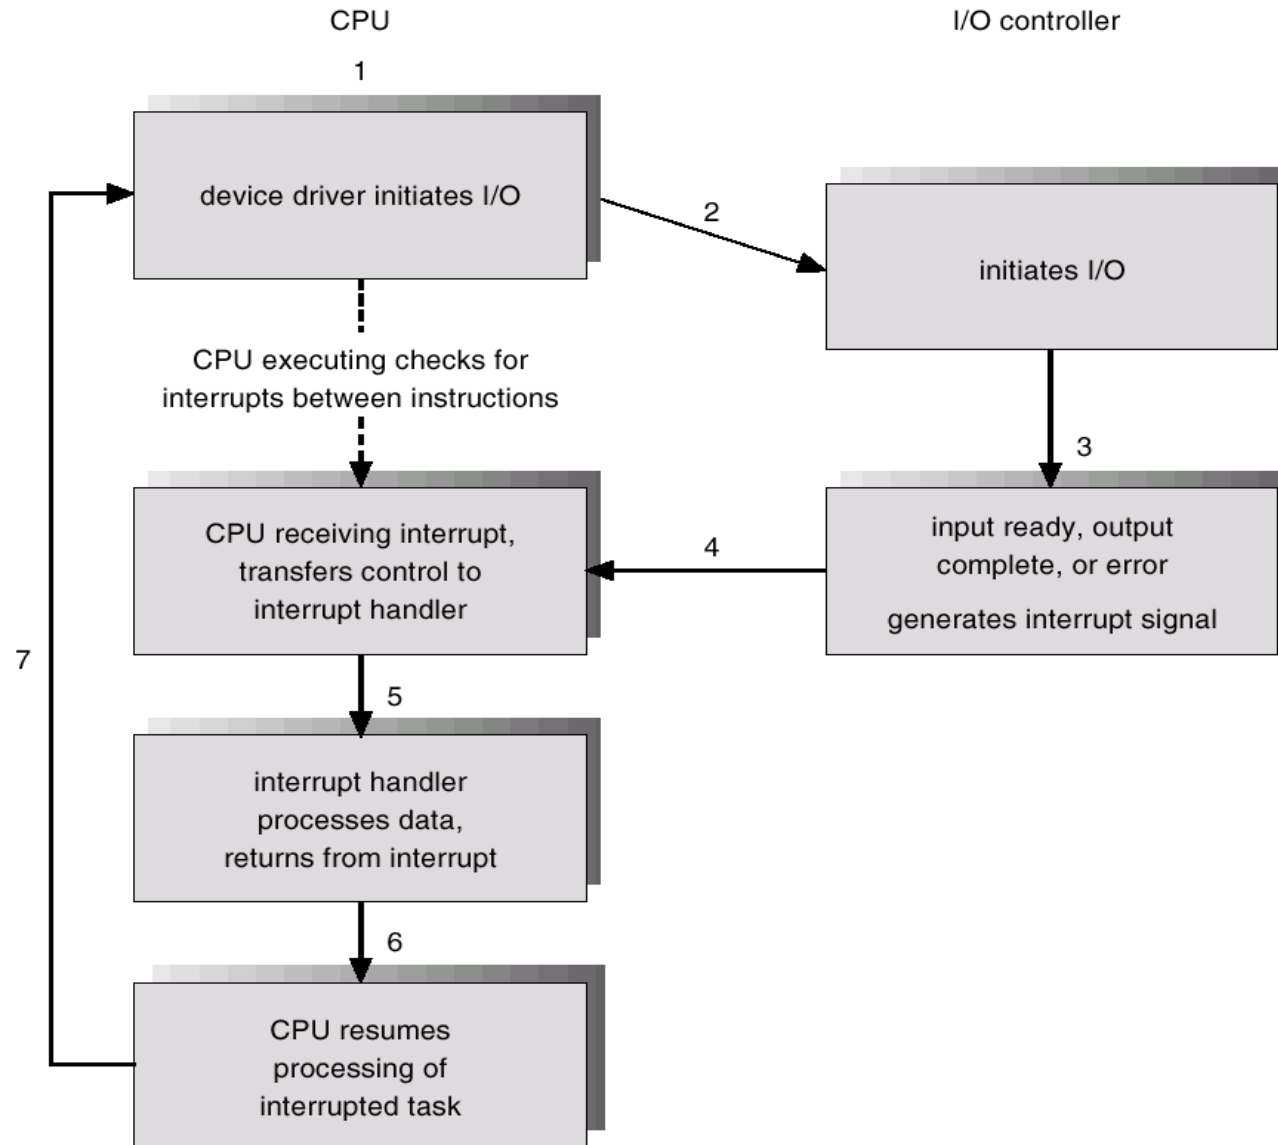 CPU
I/O controller
1
device driver initiates I/O
2
initiates I/O
CPU executing checks for
interrupts between instructions
3
CPU receiving interrupt,
transfers control to
interrupt handler
4
input ready, output
complete, or error
generates interrupt signal
7
5
interrupt handler
processes data,
returns from interrupt
6
CPU resumes
processing of
interrupted task